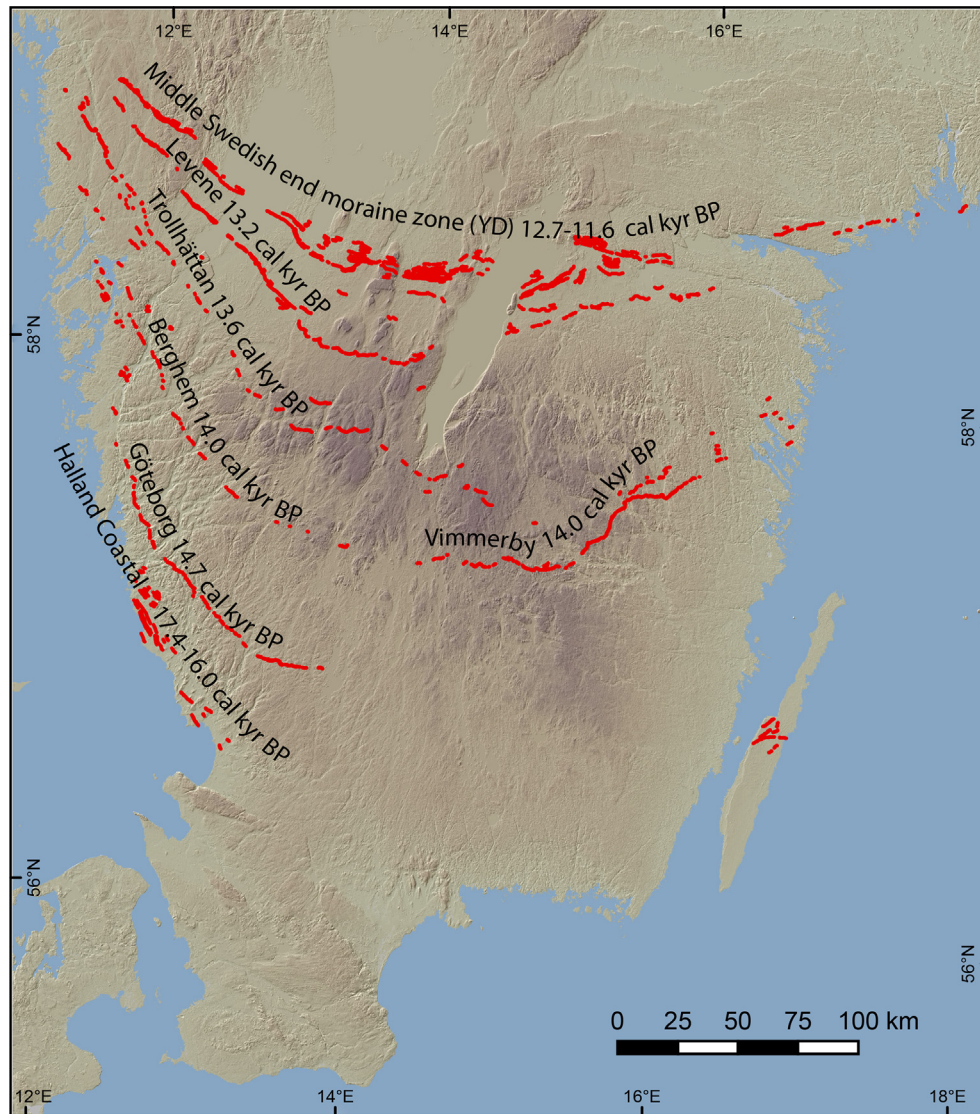 12°E 14°E 16°E
Middle Swedish end moraine zone (YD) 12.7-11.6 cal kyr BP
Levene 13.2 cal kyr BP
Trollhättan 13.6 cal kyr BP
58°N
Berghem 14.0 cal kyr BP
58°N
Göteborg 14.7 cal kyr BP
Vimmerby 14.0 cal kyr BP
Halland Coastal 17.4-16.0 cal kyr BP
56°N
56°N
0 25 50 75 100 km
12°E 14°E 16°E 18°E